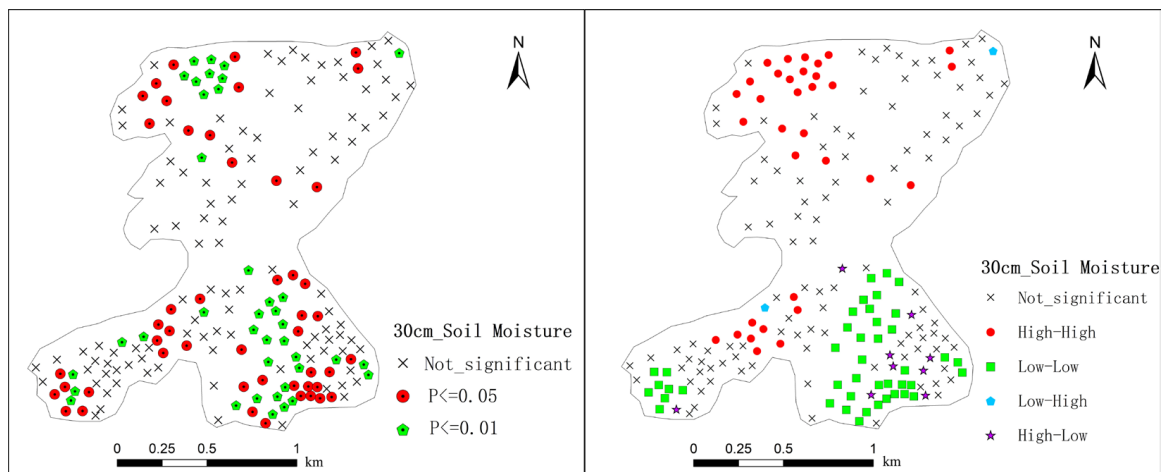 N
30cm_Soil Moisture
Not_significant
P<=0.05
P<=0.01
0 0.25 0.5 1
km
N
30cm_Soil Moisture
Not_significant
High-High
Low-Low
Low-High
High-Low
0 0.25 0.5 1
km